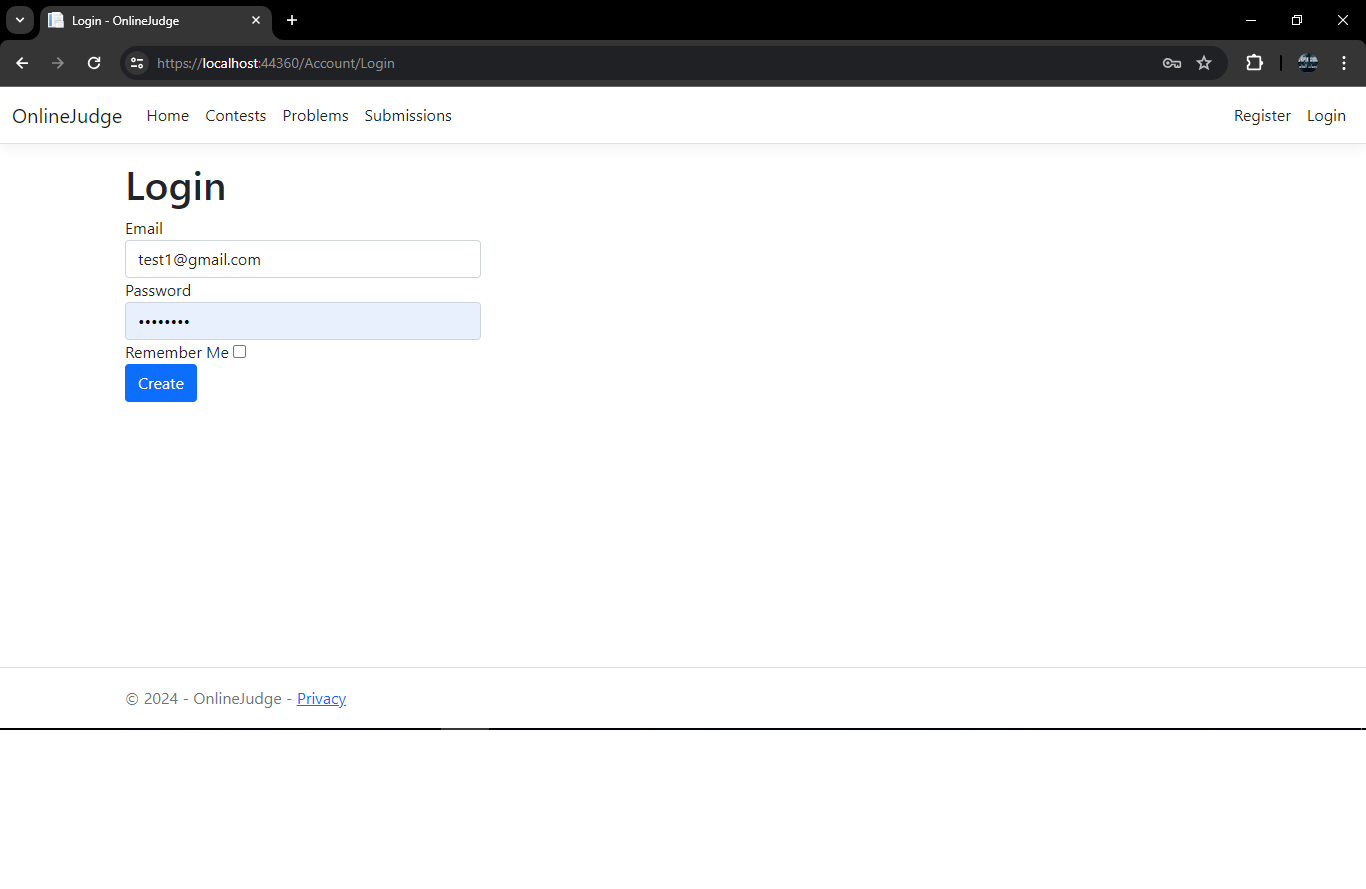 Login - OnlineJudge
https://localhost:44360/Account/Login
OnlineJudge Home Contests Problems Submissions Register Login
Login
Email
test1@gmail.com
Password
••••••••
Remember Me
Create
© 2024 - OnlineJudge - Privacy